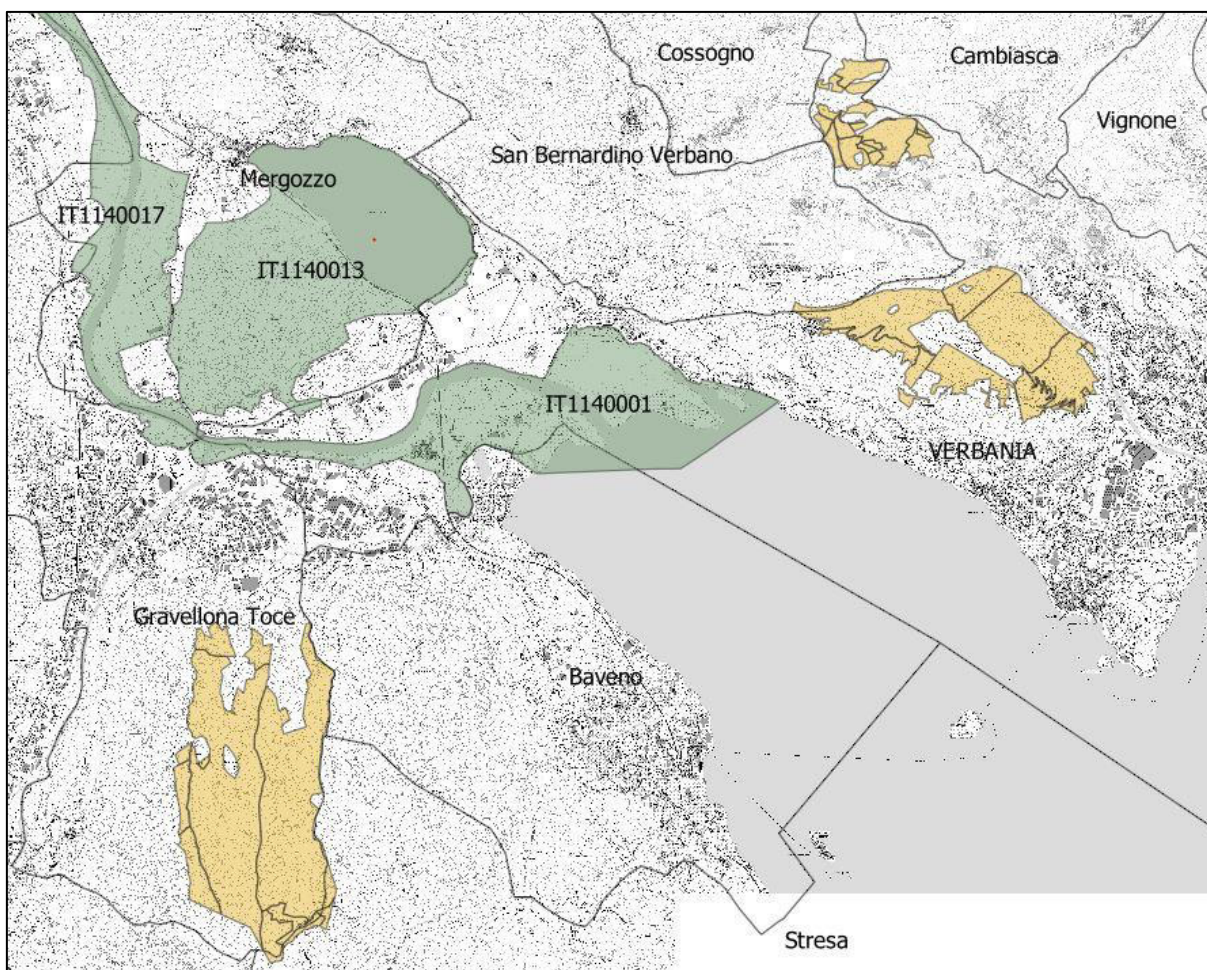 Cossogno
Cambiasca
Vignone
San Bernardino Verbano
Mergozzo
IT1140017
IT1140013
IT1140001
VERBANIA
Gravellona Toce
Baveno
Stresa